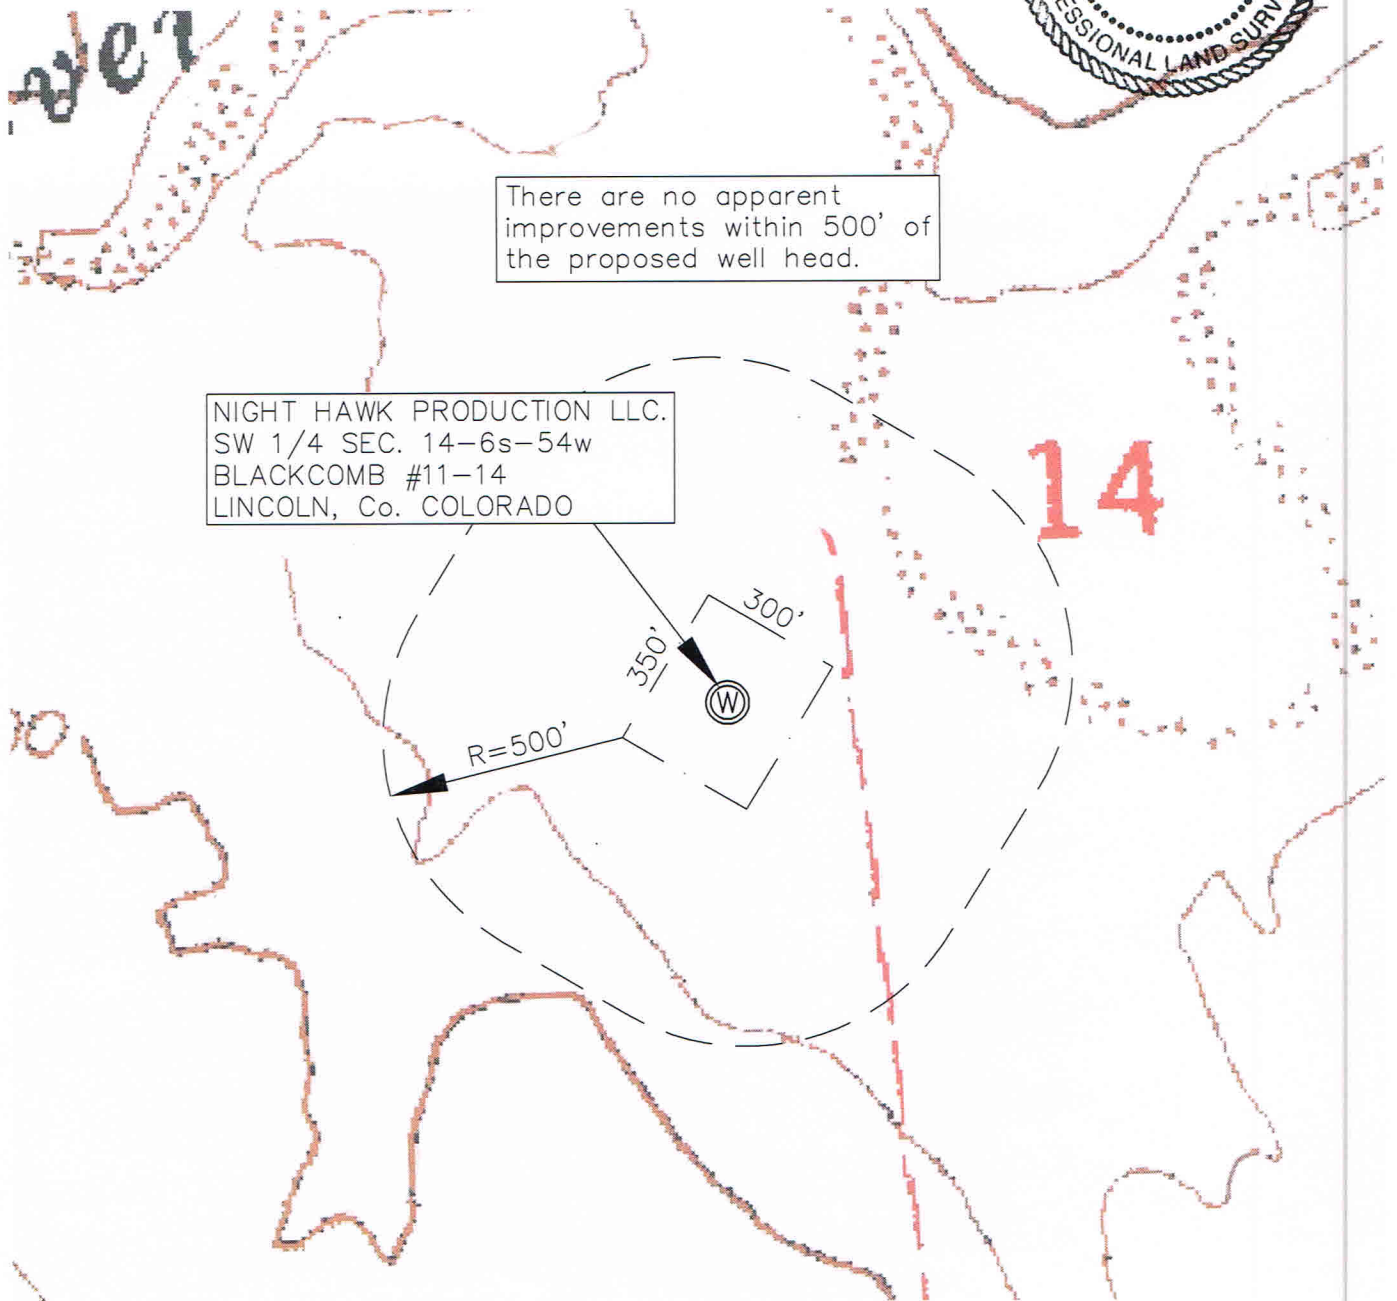 ESSIONAL LAND SURV
There are no apparent
improvements within 500' of
the proposed well head.
NIGHT HAWK PRODUCTION LLC.
SW 1/4 SEC. 14-6s-54w
BLACKCOMB #11-14
LINCOLN, Co. COLORADO
14
300'
350'
W
R=500'